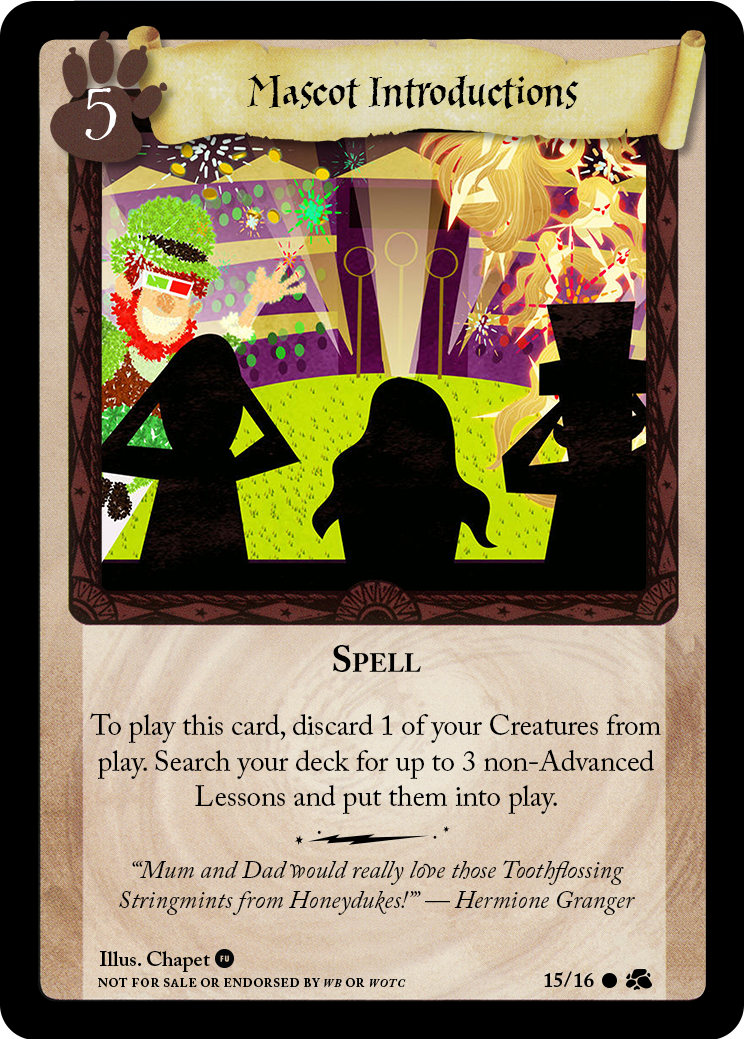 5
Mascot Introductions
Spell
To play this card, discard 1 of your Creatures from
play. Search your deck for up to 3 non-Advanced
Lessons and put them into play.
“‘Mum and Dad would really love those Toothflossing
Stringmints from Honeydukes!’” — Hermione Granger
Illus. Chapet FU
NOT FOR SALE OR ENDORSED BY WB OR WOTC
15/16